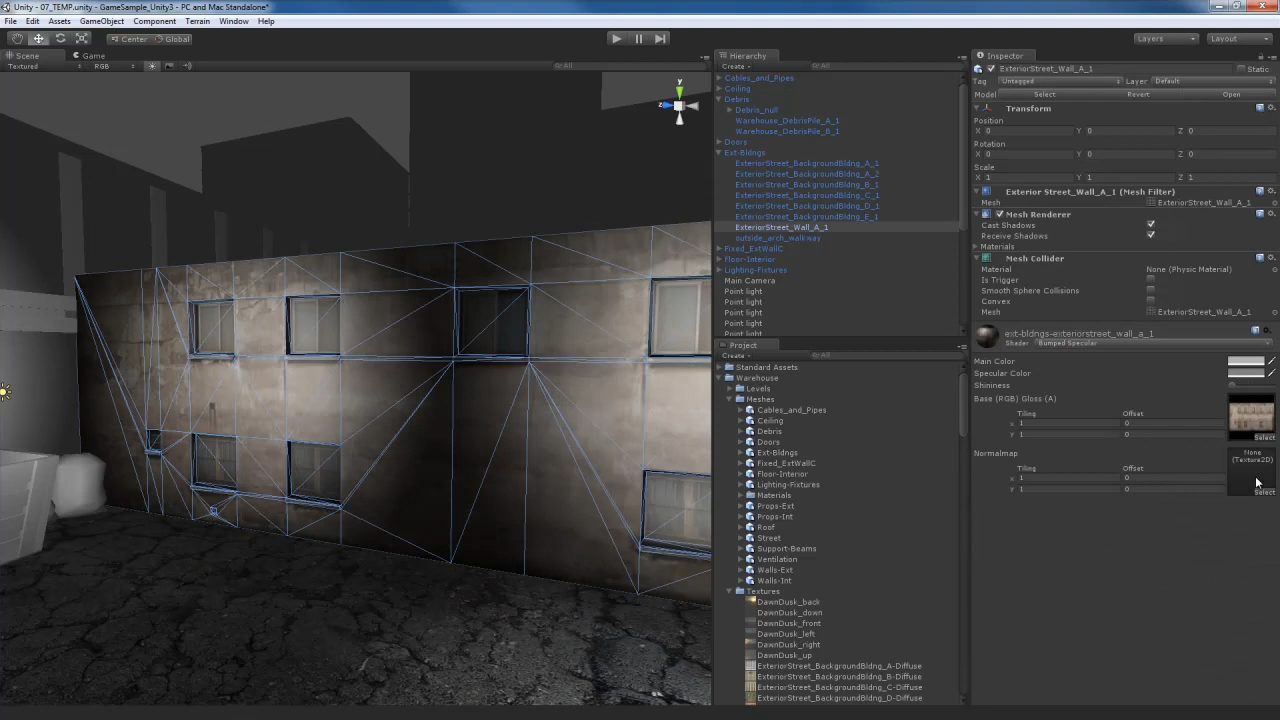 Unity - 07_TEMP.unity - GameSample_Unity3 - PC and Mac Standalone*
File Edit Assets GameObject Component Terrain Window Help
Center Global Layers Layout
Scene Game
Textured RGB All
y
z
Hierarchy
Create All
Cables_and_Pipes
Ceiling
Debris
Debris_null
Warehouse_DebrisPile_A_1
Warehouse_DebrisPile_B_1
Doors
Ext-Bldngs
ExteriorStreet_BackgroundBldng_A_1
ExteriorStreet_BackgroundBldng_A_2
ExteriorStreet_BackgroundBldng_B_1
ExteriorStreet_BackgroundBldng_C_1
ExteriorStreet_BackgroundBldng_D_1
ExteriorStreet_BackgroundBldng_E_1
ExteriorStreet_Wall_A_1
outside_arch_walkway
Fixed_ExtWallC
Floor-Interior
Lighting-Fixtures
Main Camera
Point light
Point light
Point light
Point light
Point light
Project
Create All
Standard Assets
Warehouse
Levels
Meshes
Cables_and_Pipes
Ceiling
Debris
Doors
Ext-Bldngs
Fixed_ExtWallC
Floor-Interior
Lighting-Fixtures
Materials
Props-Ext
Props-Int
Roof
Street
Support-Beams
Ventilation
Walls-Ext
Walls-Int
Textures
DawnDusk_back
DawnDusk_down
DawnDusk_front
DawnDusk_left
DawnDusk_right
DawnDusk_up
ExteriorStreet_BackgroundBldng_A-Diffuse
ExteriorStreet_BackgroundBldng_B-Diffuse
ExteriorStreet_BackgroundBldng_C-Diffuse
ExteriorStreet_BackgroundBldng_D-Diffuse
Inspector
ExteriorStreet_Wall_A_1 Static
Tag Untagged Layer Default
Model Select Revert Open
Transform
Position
X 0 Y 0 Z 0
Rotation
X 0 Y 0 Z 0
Scale
X 1 Y 1 Z 1
Exterior Street_Wall_A_1 (Mesh Filter)
Mesh ExteriorStreet_Wall_A_1
Mesh Renderer
Cast Shadows
Receive Shadows
Materials
Mesh Collider
Material None (Physic Material)
Is Trigger
Smooth Sphere Collisions
Convex
Mesh ExteriorStreet_Wall_A_1
ext-bldngs-exteriorstreet_wall_a_1
Shader Bumped Specular
Main Color
Specular Color
Shininess
Base (RGB) Gloss (A)
Tiling Offset
x 1 0
y 1 0
Select
Normalmap
None
(Texture2D)
Tiling Offset
x 1 0
y 1 0
Select